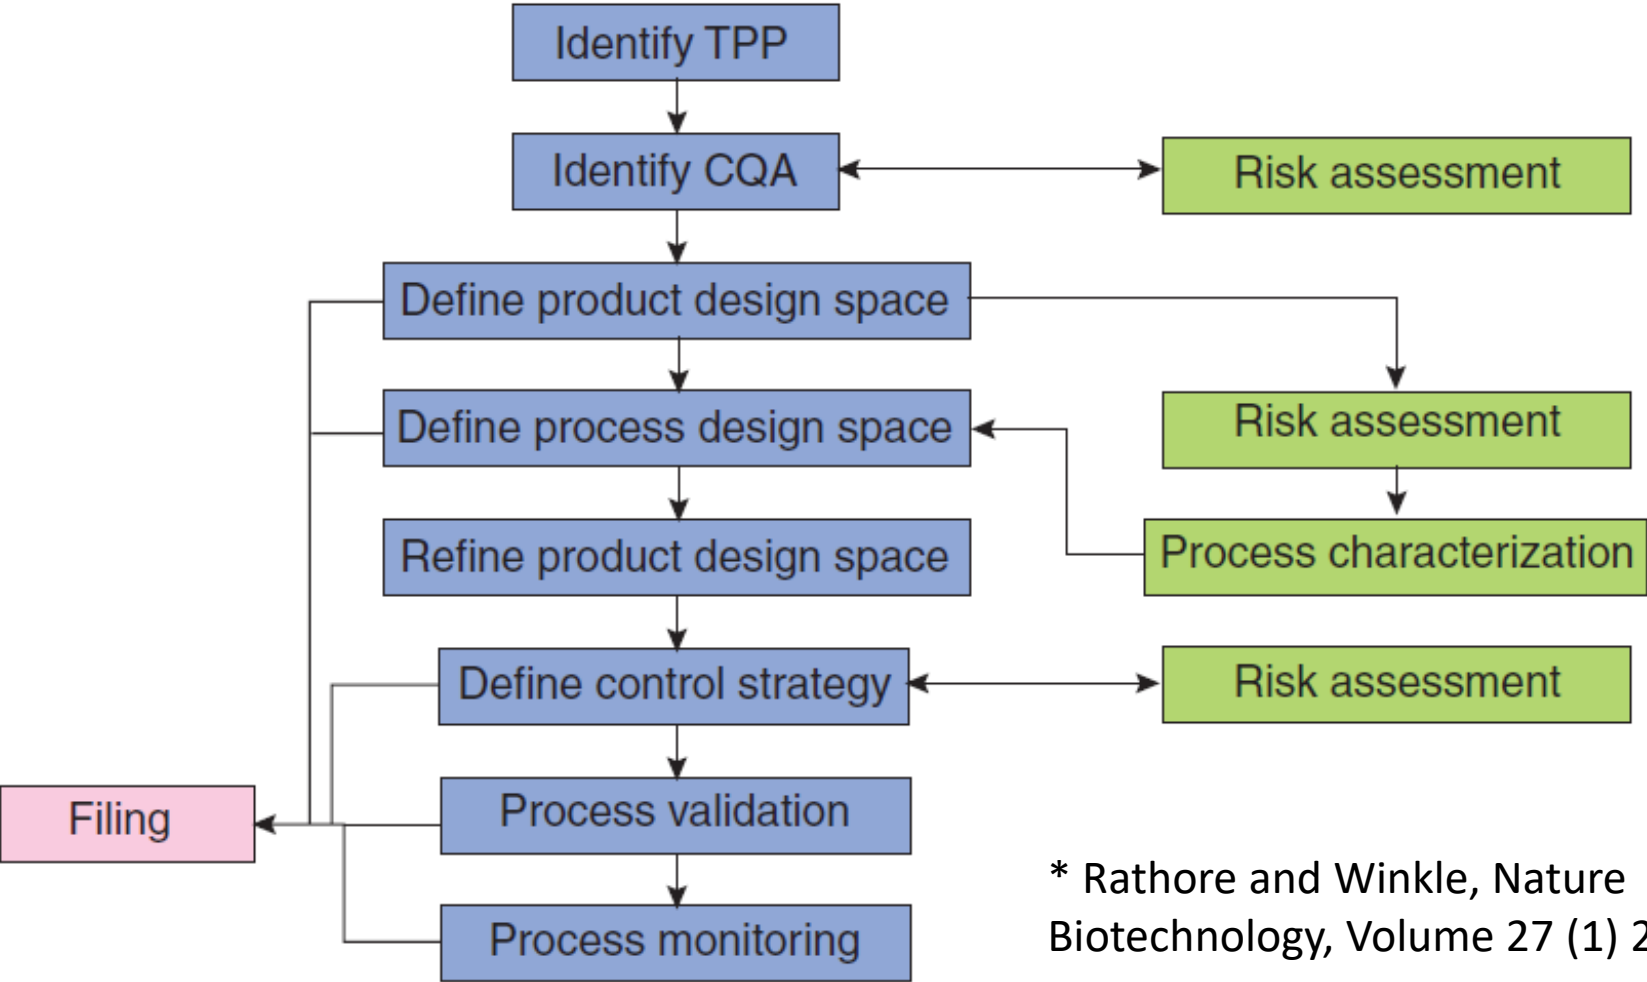 Identify TPP
Identify CQA
Risk assessment
Define product design space
Define process design space
Risk assessment
Refine product design space
Process characterization
Define control strategy
Risk assessment
Filing
Process validation
* Rathore and Winkle, Nature
Biotechnology, Volume 27 (1)
Process monitoring